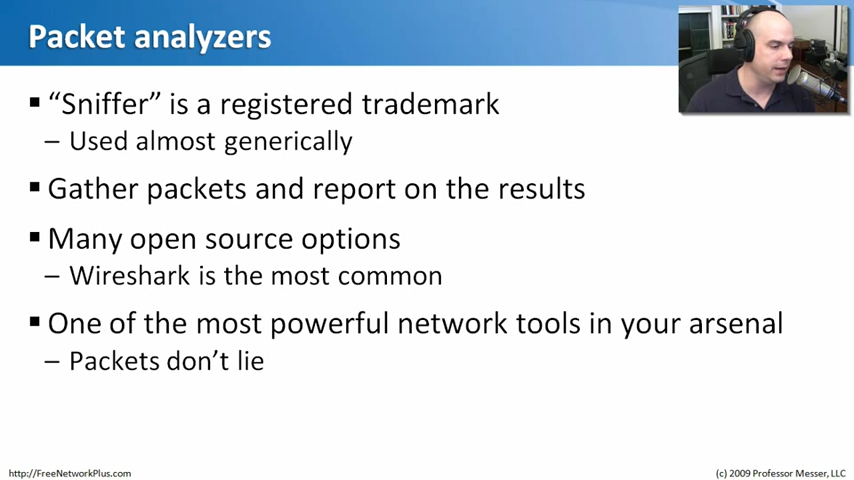 Packet analyzers
▪ “Sniffer” is a registered trademark
– Used almost generically
▪ Gather packets and report on the results
▪ Many open source options
– Wireshark is the most common
▪ One of the most powerful network tools in your arsenal
– Packets don’t lie
http://FreeNetworkPlus.com
(c) 2009 Professor Messer, LLC